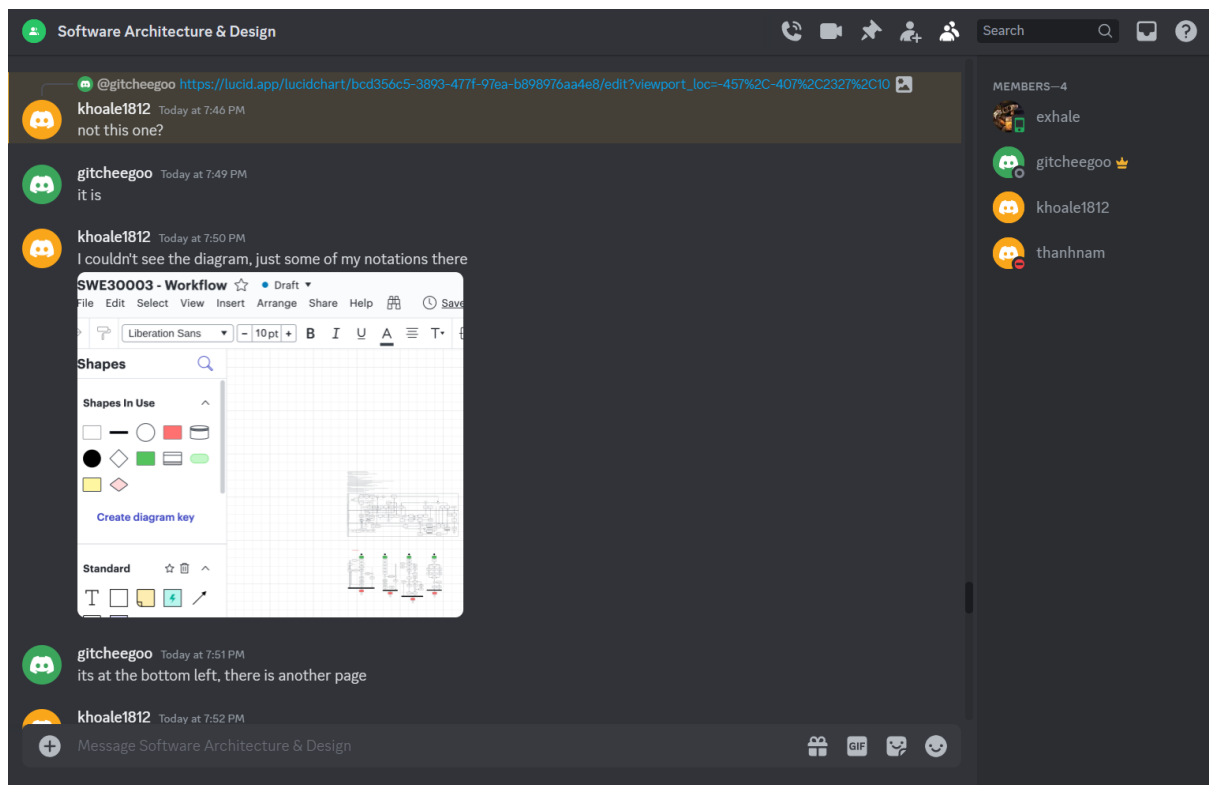 Software Architecture & Design
Search
@gitcheegoo https://lucid.app/lucidchart/bcd356c5-3893-477f-97ea-b898976aa4e8/edit?viewport_loc=-457%2C-407%2C2327%2C10
khoale1812 Today at 7:46 PM
not this one?
gitcheegoo Today at 7:49 PM
it is
khoale1812 Today at 7:50 PM
I couldn't see the diagram, just some of my notations there
SWE30003 - Workflow Draft
File Edit Select View Insert Arrange Share Help Save
Liberation Sans - 10 pt + B I U A T
Shapes
Shapes In Use
Create diagram key
Standard
T
gitcheegoo Today at 7:51 PM
its at the bottom left, there is another page
khoale1812 Today at 7:52 PM
Message Software Architecture & Design
GIF
MEMBERS—4
exhale
gitcheegoo
khoale1812
thanhnam